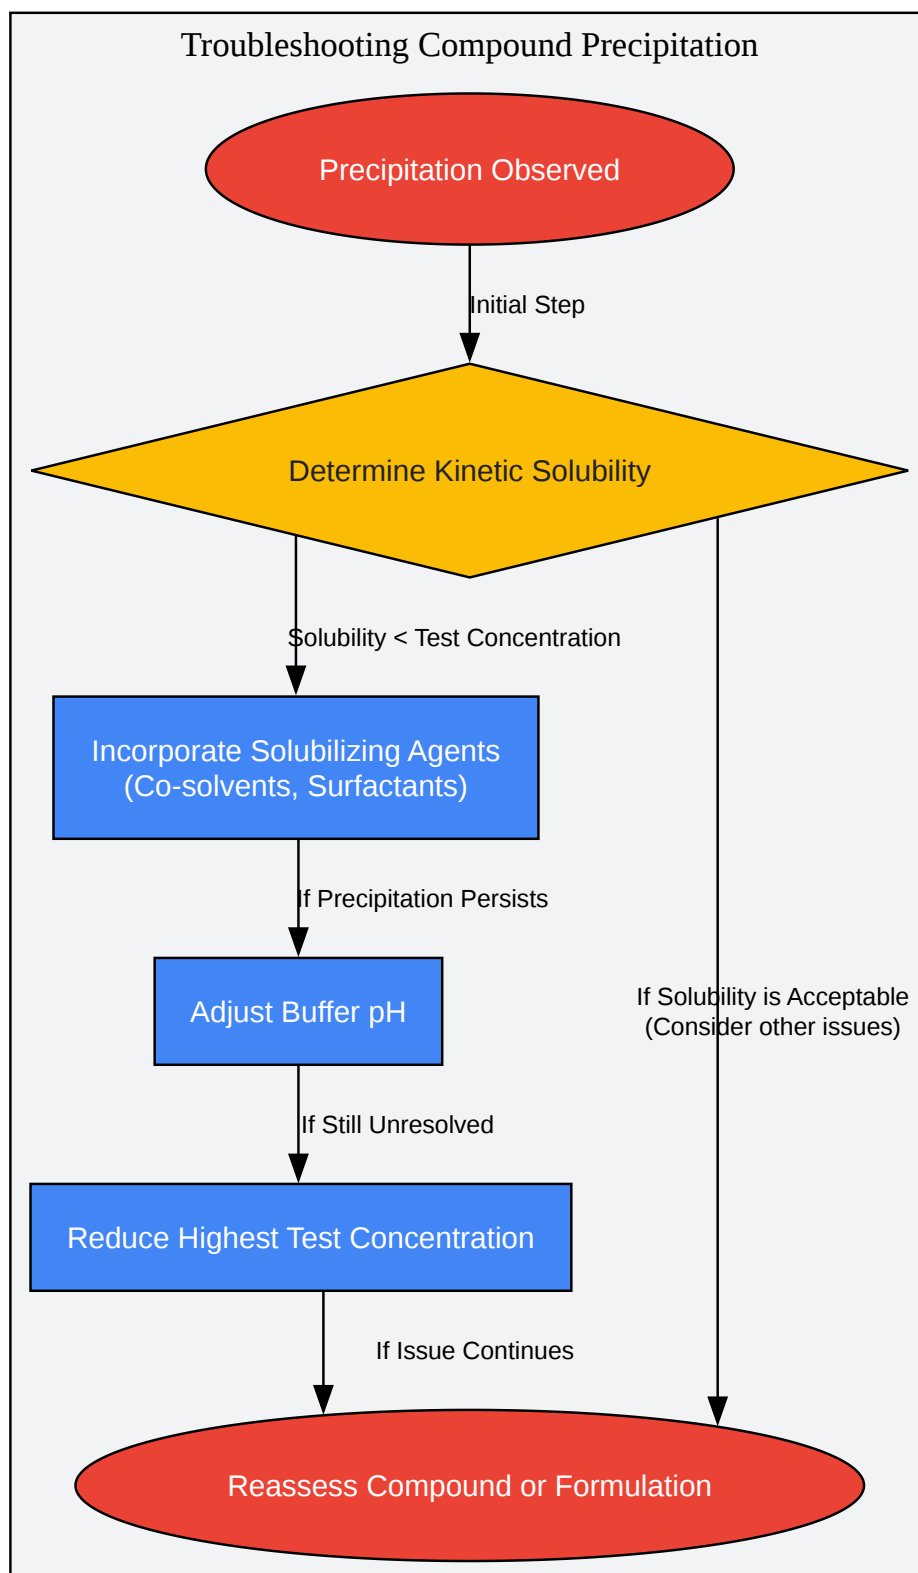 Troubleshooting Compound Precipitation
Precipitation Observed
Initial Step
Determine Kinetic Solubility
Solubility < Test Concentration
Incorporate Solubilizing Agents
(Co-solvents, Surfactants)
If Precipitation Persists
If Solubility is Acceptable
(Consider other issues)
Adjust Buffer pH
If Still Unresolved
Reduce Highest Test Concentration
If Issue Continues
Reassess Compound or Formulation